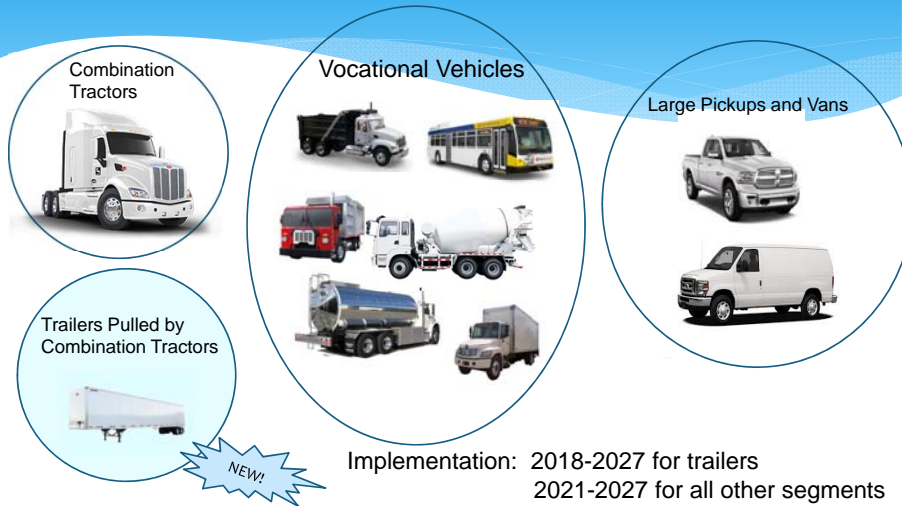 Combination
Tractors
Vocational Vehicles
Large Pickups and Vans
Trailers Pulled by
Combination Tractors
NEW!
Implementation: 2018-2027 for trailers
2021-2027 for all other segments